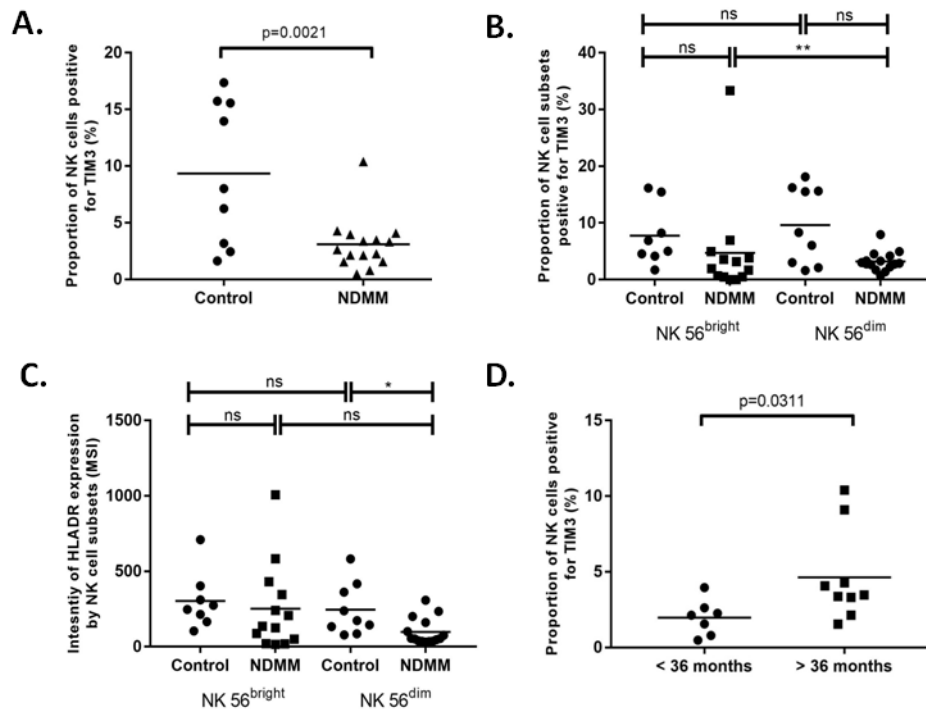 A.
p=0.0021
Proportion of NK cells positive
for TIM3 (%)
20
15
10
5
0
Control
NDMM
B.
ns
ns
ns
**
Proportion of NK cell subsets
positive for TIM3 (%)
40
30
20
10
0
Control
NDMM
Control
NDMM
NK 56bright
NK 56dim
C.
ns
*
ns
ns
Intesntiy of HLADR expression
by NK cell subsets (MSI)
1500
1000
500
0
Control
NDMM
Control
NDMM
NK 56bright
NK 56dim
D.
p=0.0311
Proportion of NK cells positive
for TIM3 (%)
15
10
5
0
< 36 months
> 36 months